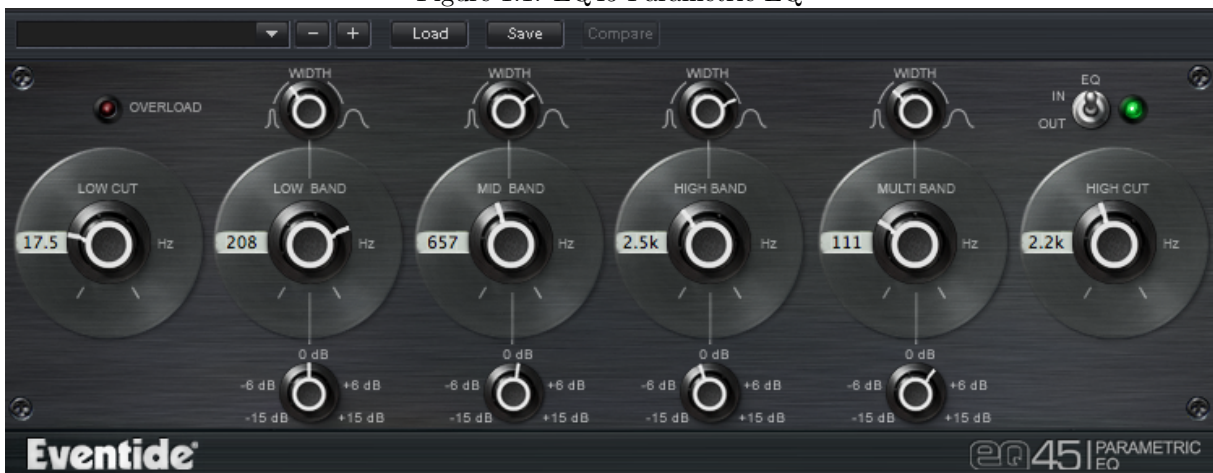 Figure 1.1: EQ45 Parametric EQ
− + Load Save Compare
WIDTH WIDTH WIDTH WIDTH EQ
OVERLOAD IN
OUT
LOW CUT LOW BAND MID BAND HIGH BAND MULTI BAND HIGH CUT
17.5 Hz 208 Hz 657 Hz 2.5k Hz 111 Hz 2.2k Hz
0 dB 0 dB 0 dB 0 dB
-6 dB +6 dB -6 dB +6 dB -6 dB +6 dB -6 dB +6 dB
-15 dB +15 dB -15 dB +15 dB -15 dB +15 dB -15 dB +15 dB
Eventide® EQ45 PARAMETRIC
EQ